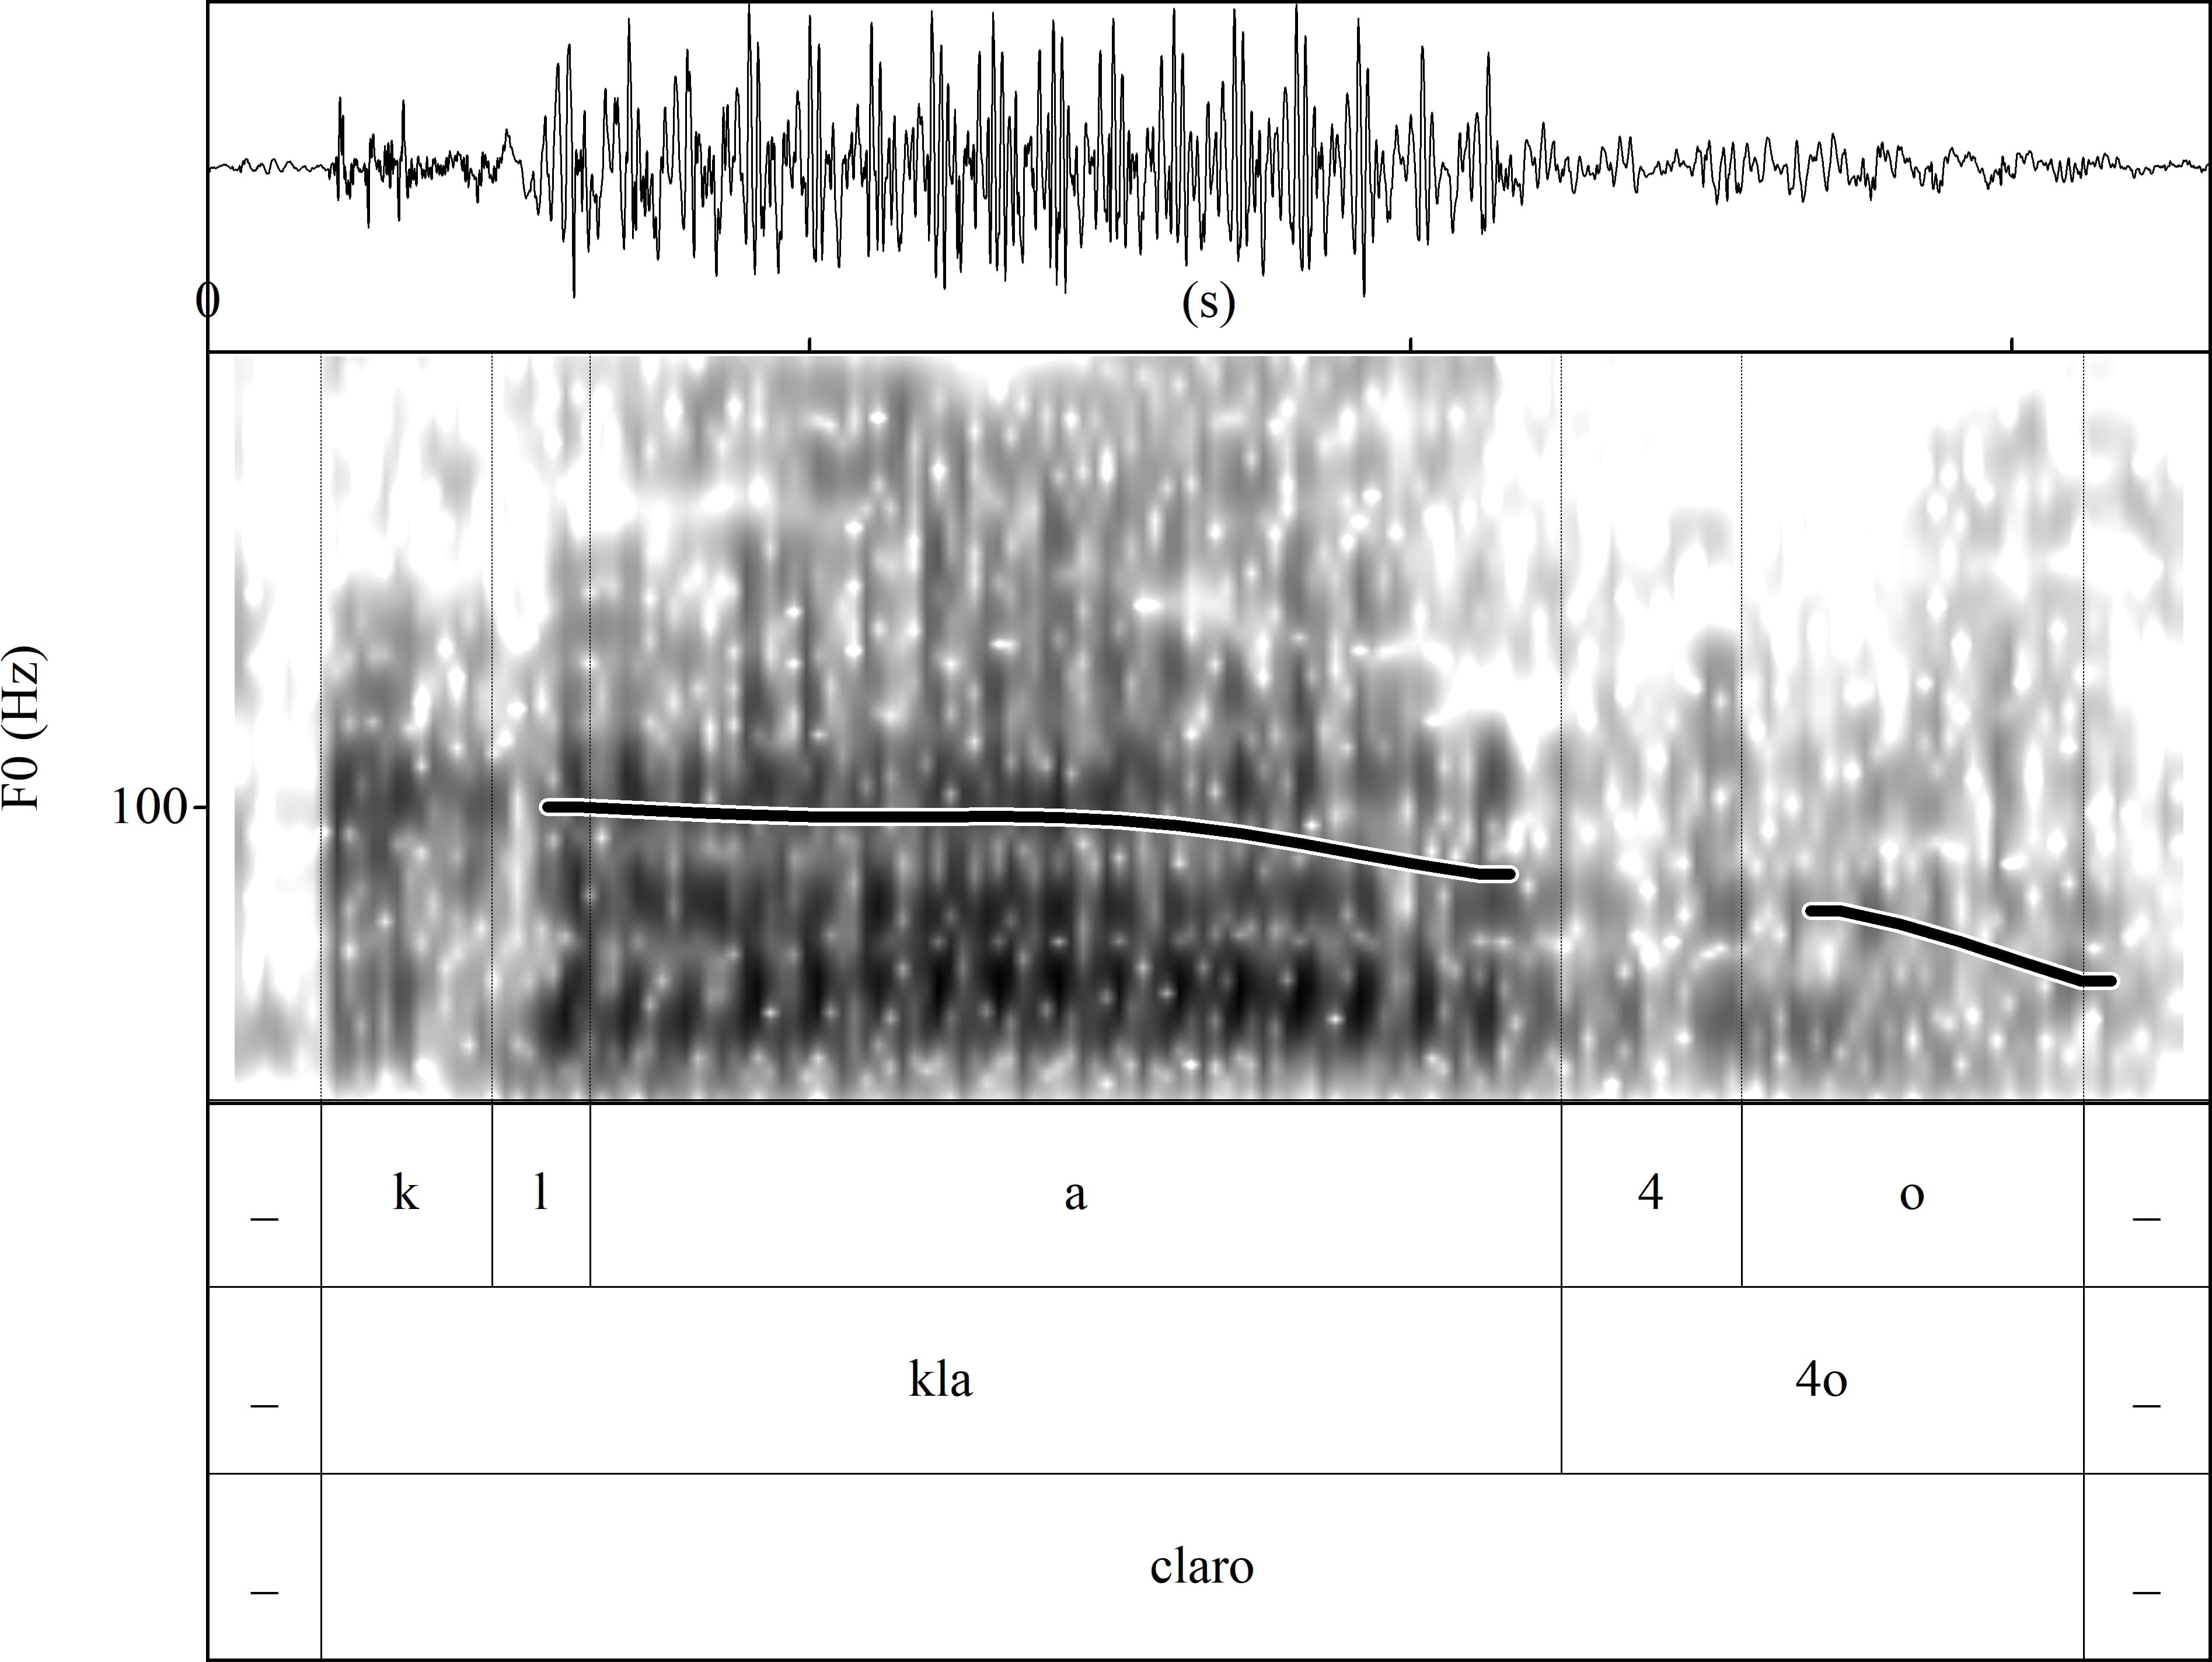 0 (s)
F0 (Hz)
100
_ k l a 4 o _
_ kla 4o _
_ claro _